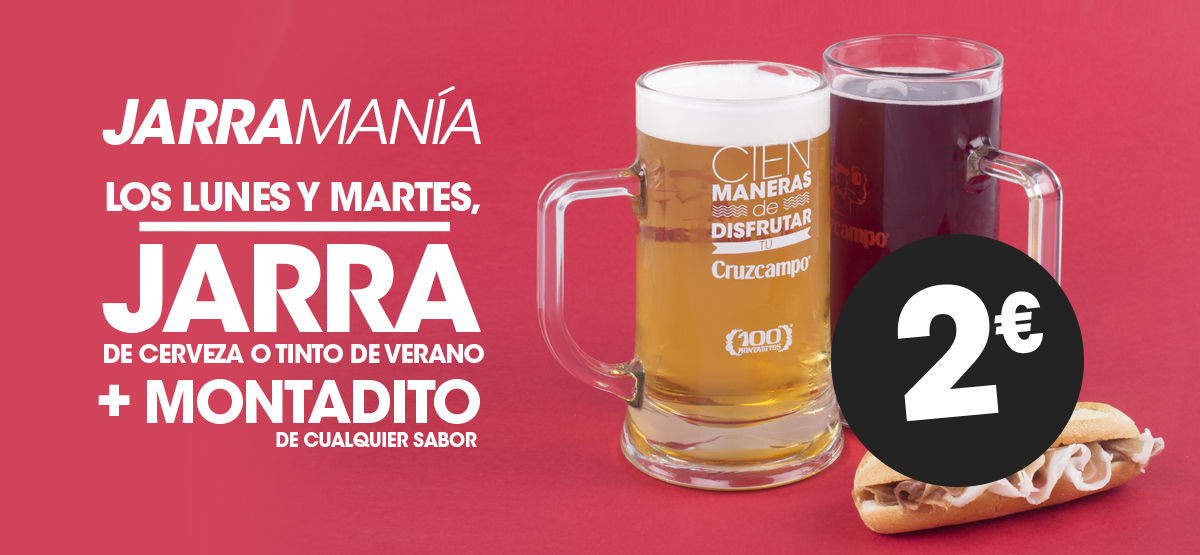 JARRAMANÍA
LOS LUNES Y MARTES,
JARRA
DE CERVEZA O TINTO DE VERANO
+ MONTADITO
DE CUALQUIER SABOR
CIEN
MANERAS
de
DISFRUTAR
TU
Cruzcampo
100
MONTADITOS
2€